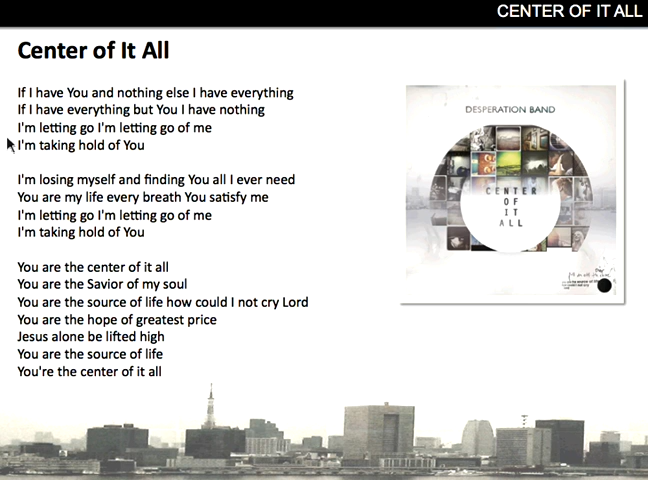 CENTER OF IT ALL
Center of It All
If I have You and nothing else I have everything
If I have everything but You I have nothing
I'm letting go I'm letting go of me
I'm taking hold of You
I'm losing myself and finding You all I ever need
You are my life every breath You satisfy me
I'm letting go I'm letting go of me
I'm taking hold of You
You are the center of it all
You are the Savior of my soul
You are the source of life how could I not cry Lord
You are the hope of greatest price
Jesus alone be lifted high
You are the source of life
You're the center of it all
DESPERATION BAND
CENTER
OF
IT
ALL